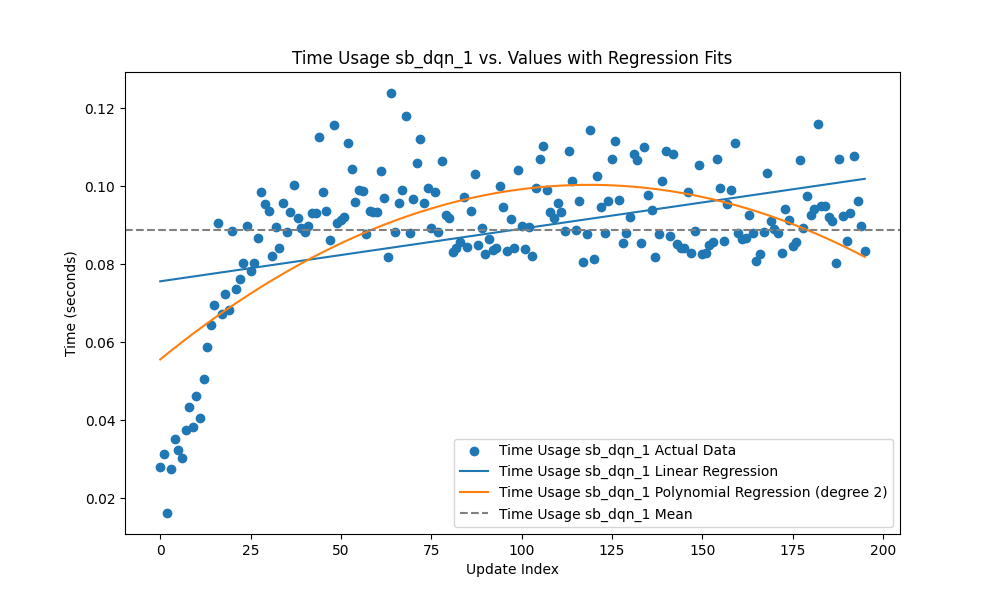 Time Usage sb_dqn_1 vs. Values with Regression Fits
0.12
0.10
0.08
0.06
0.04
0.02
Time (seconds)
Time Usage sb_dqn_1 Actual Data
Time Usage sb_dqn_1 Linear Regression
Time Usage sb_dqn_1 Polynomial Regression (degree 2)
Time Usage sb_dqn_1 Mean
0 25 50 75 100 125 150 175 200
Update Index